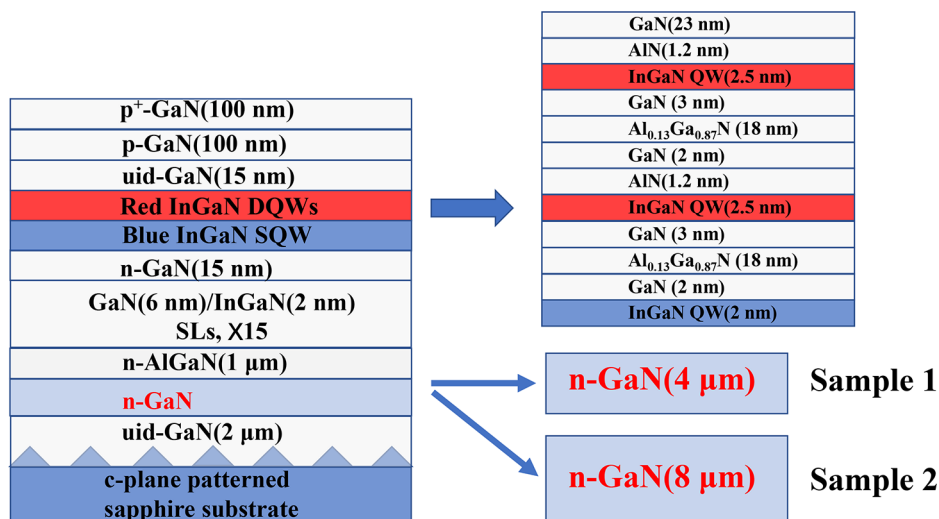 p⁺-GaN(100 nm)
p-GaN(100 nm)
uid-GaN(15 nm)
Red InGaN DQWs
Blue InGaN SQW
n-GaN(15 nm)
GaN(6 nm)/InGaN(2 nm)
SLs, X15
n-AlGaN(1 μm)
n-GaN
uid-GaN(2 μm)
c-plane patterned
sapphire substrate
GaN(23 nm)
AlN(1.2 nm)
InGaN QW(2.5 nm)
GaN (3 nm)
Al₀.₁₃Ga₀.₈₇N (18 nm)
GaN (2 nm)
AlN(1.2 nm)
InGaN QW(2.5 nm)
GaN (3 nm)
Al₀.₁₃Ga₀.₈₇N (18 nm)
GaN (2 nm)
InGaN QW(2 nm)
n-GaN(4 μm)
Sample 1
n-GaN(8 μm)
Sample 2